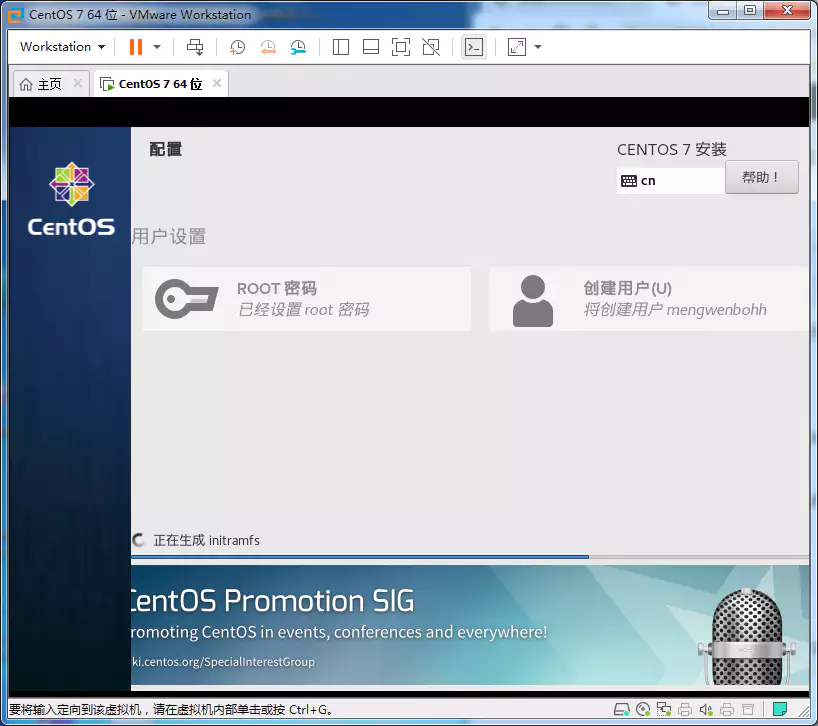 CentOS 7 64 位 - VMware Workstation
Workstation
主页
CentOS 7 64 位
CentOS
配置
CENTOS 7 安装
cn
帮助！
用户设置
ROOT 密码
已经设置 root 密码
创建用户(U)
将创建用户 mengwenbohh
正在生成 initramfs
CentOS Promotion SIG
romoting CentOS in events, conferences and everywhere!
ki.centos.org/SpecialInterestGroup
要将输入定向到该虚拟机，请在虚拟机内部单击或按 Ctrl+G。